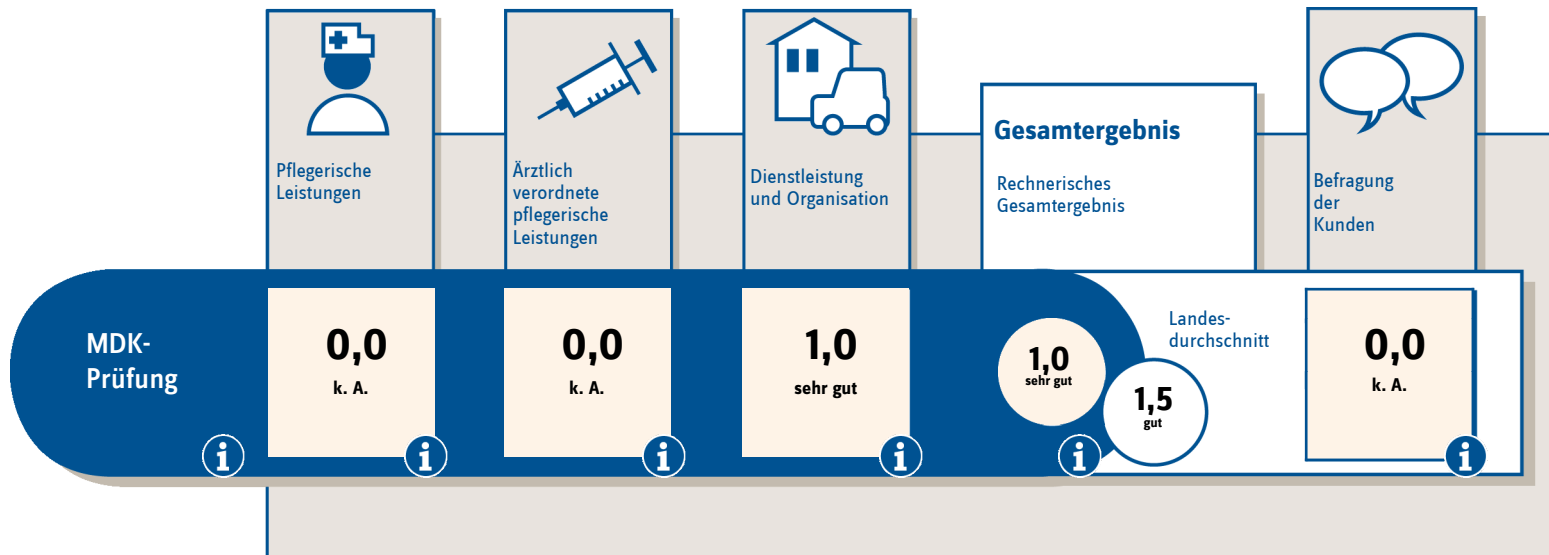 Pflegerische
Leistungen
Ärztlich
verordnete
pflegerische
Leistungen
Dienstleistung
und Organisation
Gesamtergebnis
Rechnerisches
Gesamtergebnis
Befragung
der
Kunden
MDK-
Prüfung
0,0
k. A.
0,0
k. A.
1,0
sehr gut
1,0
sehr gut
Landes-
durchschnitt
1,5
gut
0,0
k. A.
i
i
i
i
i
i